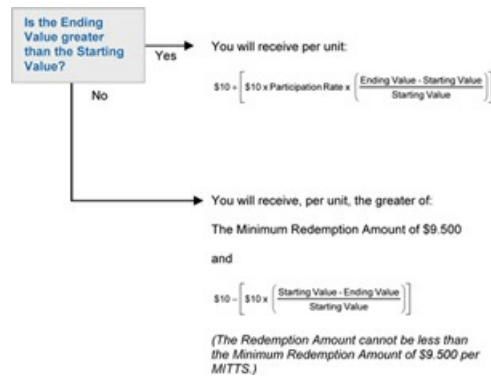 Is the Ending
Value greater
than the Starting
Value?
Yes
You will receive per unit:
$10 + [$10 x Participation Rate x (Ending Value - Starting Value / Starting Value)]
No
You will receive, per unit, the greater of:
The Minimum Redemption Amount of $9.500
and
$10 – [$10 x (Starting Value - Ending Value / Starting Value)]
(The Redemption Amount cannot be less than
the Minimum Redemption Amount of $9.500 per
MITTS.)